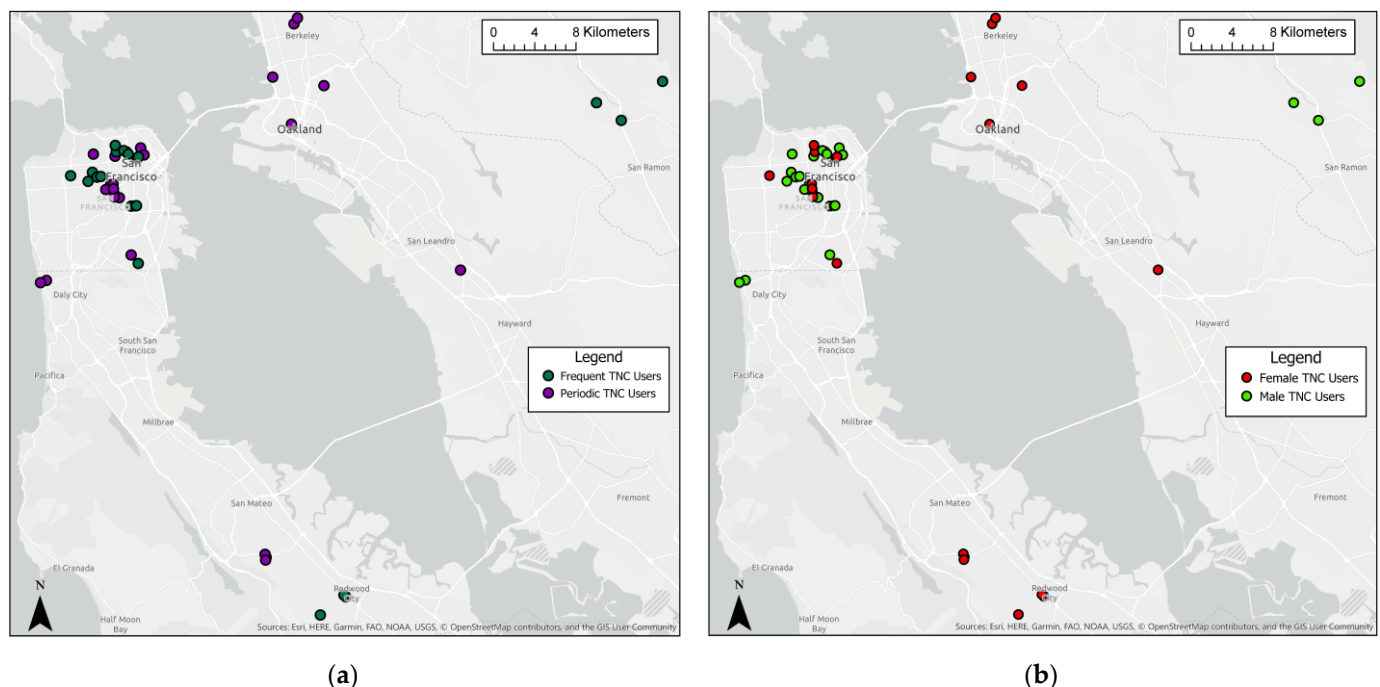 0 4 8 Kilometers
Berkeley
Oakland
San Ramon
San
Francisco
SAN
FRANCISCO
San Leandro
Daly City
Hayward
South San
Francisco
Legend
Frequent TNC Users
Periodic TNC Users
Pacifica
Millbrae
San Mateo
Fremont
El Granada
Redwood
City
N
Half Moon
Bay
Sources: Esri, HERE, Garmin, FAO, NOAA, USGS, © OpenStreetMap contributors, and the GIS User Community
(a)
0 4 8 Kilometers
Berkeley
Oakland
San Ramon
San
Francisco
SAN
FRANCISCO
San Leandro
Daly City
Hayward
South San
Francisco
Legend
Female TNC Users
Male TNC Users
Pacifica
Millbrae
San Mateo
Fremont
El Granada
Redwood
City
N
Half Moon
Bay
Sources: Esri, HERE, Garmin, FAO, NOAA, USGS, © OpenStreetMap contributors, and the GIS User Community
(b)